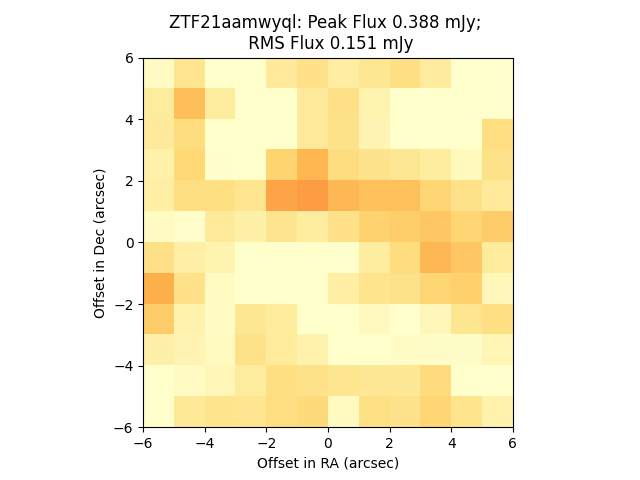 ZTF21aamwyql: Peak Flux 0.388 mJy;
RMS Flux 0.151 mJy
6
4
2
0
−2
−4
−6
Offset in Dec (arcsec)
−6 −4 −2 0 2 4 6
Offset in RA (arcsec)